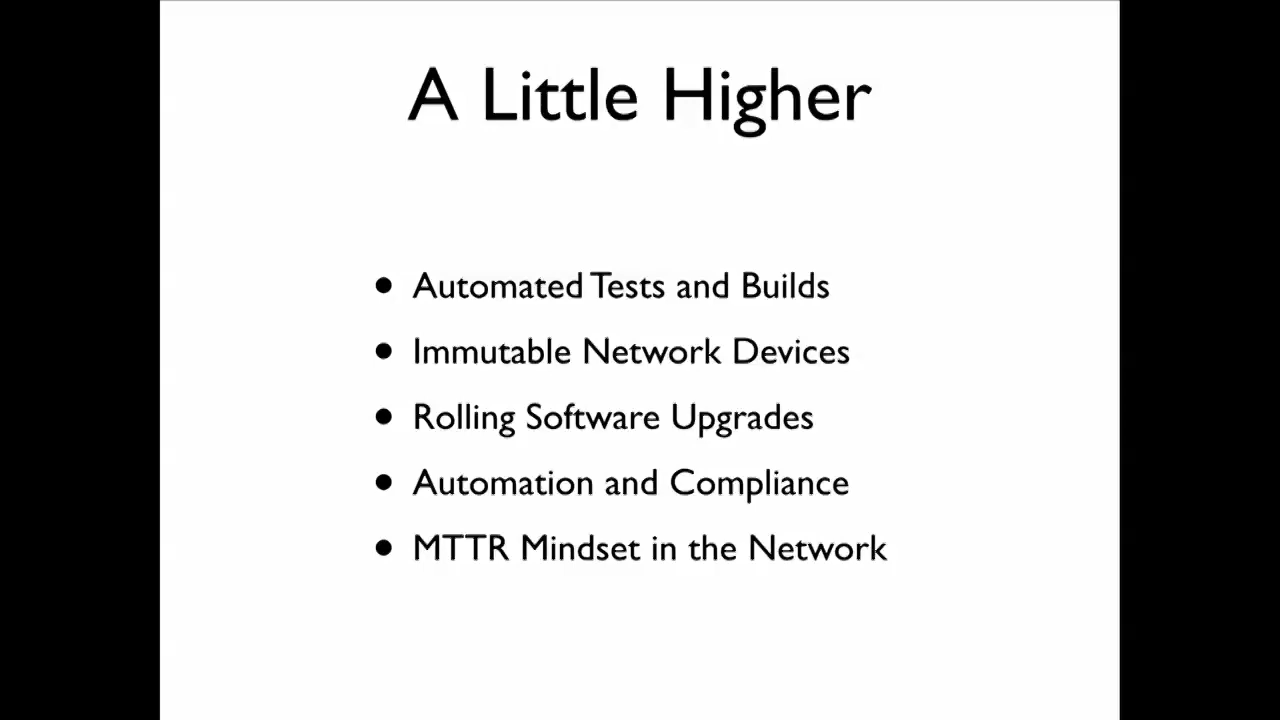 A Little Higher
• Automated Tests and Builds
• Immutable Network Devices
• Rolling Software Upgrades
• Automation and Compliance
• MTTR Mindset in the Network